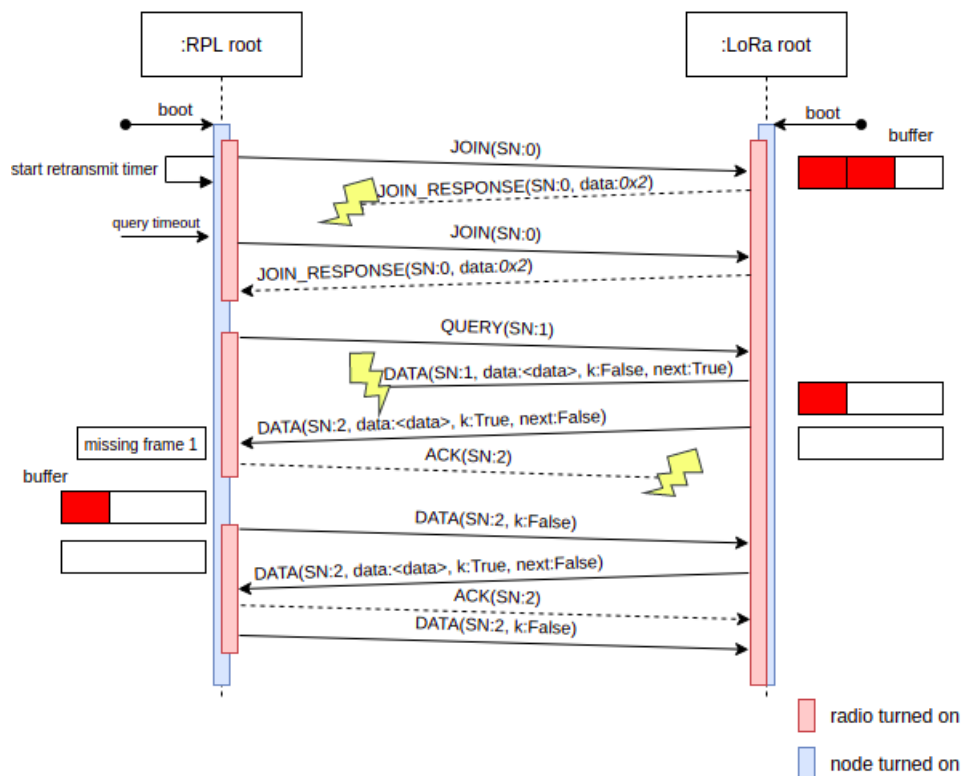 :RPL root
:LoRa root
boot
boot
buffer
JOIN(SN:0)
start retransmit timer
JOIN_RESPONSE(SN:0, data:0x2)
query timeout
JOIN(SN:0)
JOIN_RESPONSE(SN:0, data:0x2)
QUERY(SN:1)
DATA(SN:1, data:<data>, k:False, next:True)
DATA(SN:2, data:<data>, k:True, next:False)
missing frame 1
ACK(SN:2)
buffer
DATA(SN:2, k:False)
DATA(SN:2, data:<data>, k:True, next:False)
ACK(SN:2)
DATA(SN:2, k:False)
radio turned on
node turned on